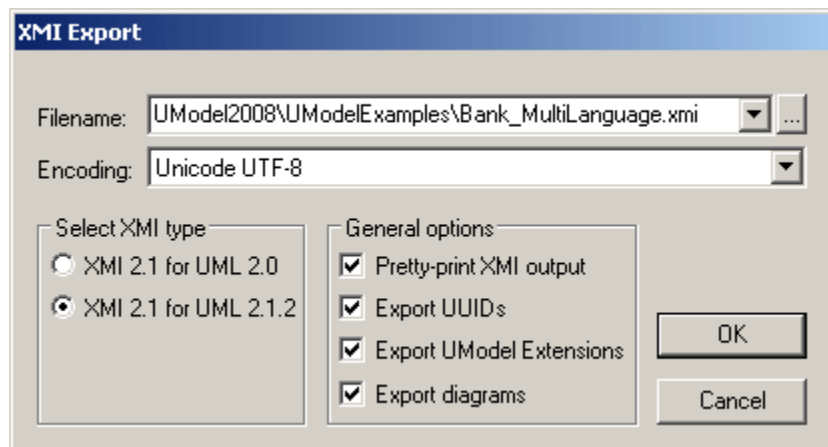 XMI Export
Filename: UModel2008\UModelExamples\Bank_MultiLanguage.xmi ...
Encoding: Unicode UTF-8
Select XMI type
XMI 2.1 for UML 2.0
XMI 2.1 for UML 2.1.2
General options
Pretty-print XMI output
Export UUIDs
Export UModel Extensions
Export diagrams
OK
Cancel